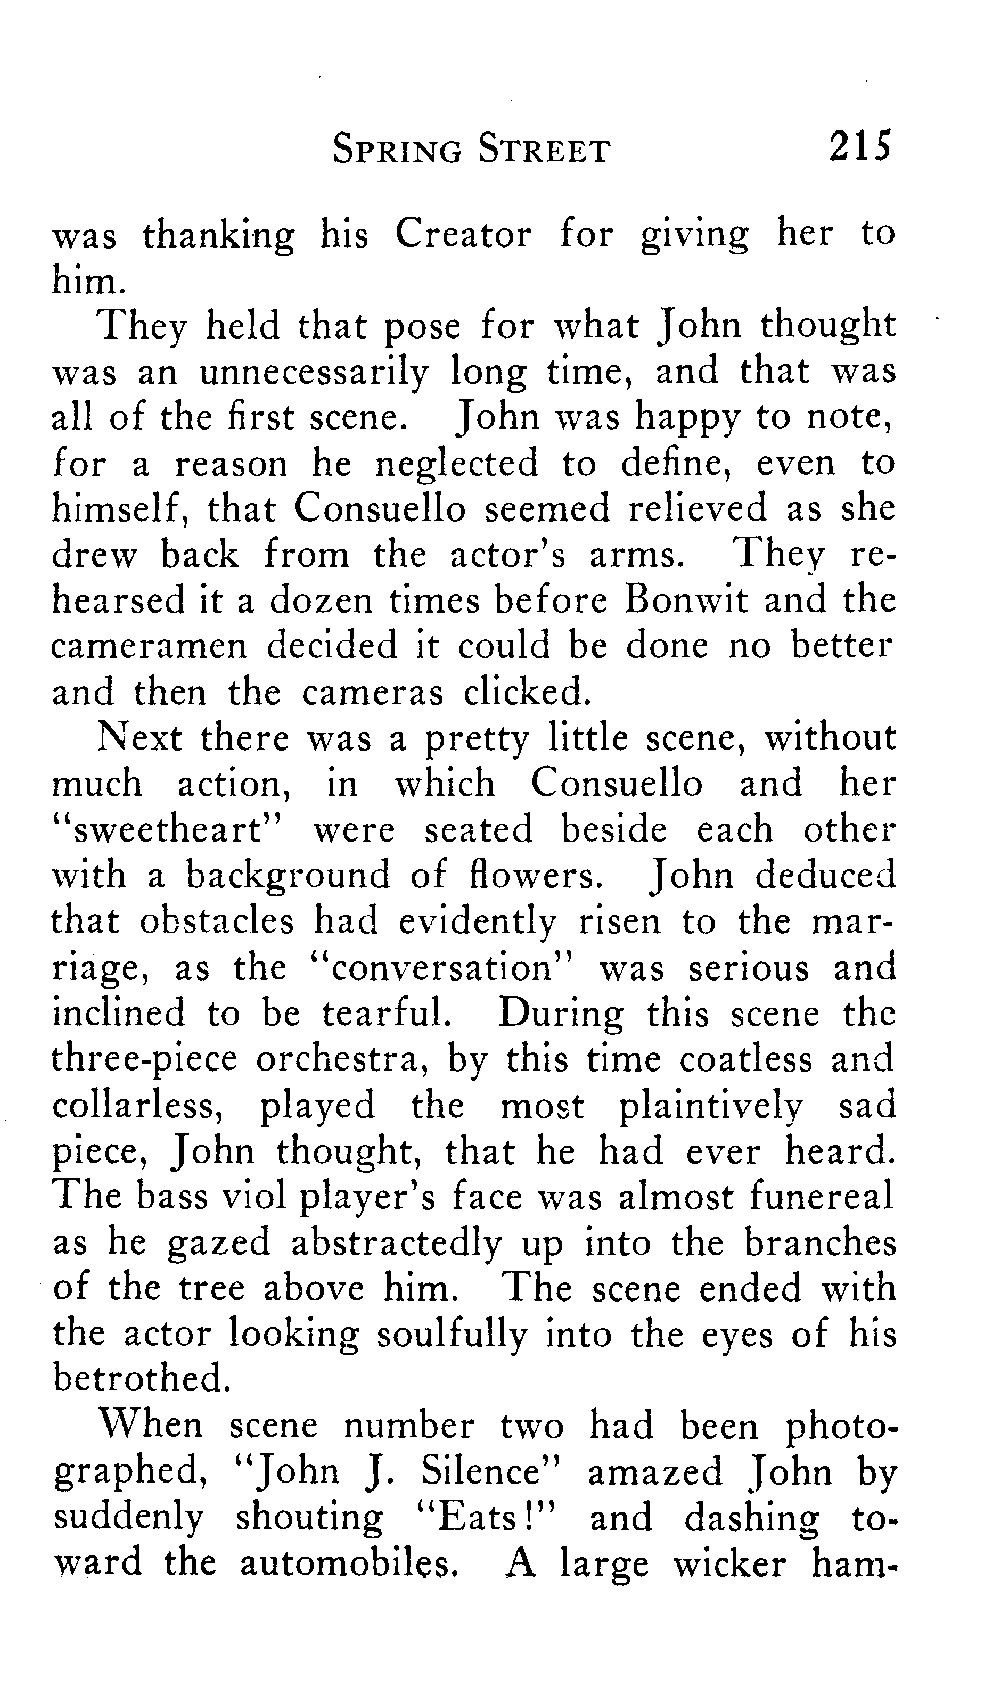 SPRING STREET 215
was thanking his Creator for giving her to
him.
They held that pose for what John thought
was an unnecessarily long time, and that was
all of the first scene. John was happy to note,
for a reason he neglected to define, even to
himself, that Consuello seemed relieved as she
drew back from the actor's arms. They re-
hearsed it a dozen times before Bonwit and the
cameramen decided it could be done no better
and then the cameras clicked.
Next there was a pretty little scene, without
much action, in which Consuello and her
"sweetheart" were seated beside each other
with a background of flowers. John deduced
that obstacles had evidently risen to the mar-
riage, as the "conversation" was serious and
inclined to be tearful. During this scene the
three-piece orchestra, by this time coatless and
collarless, played the most plaintively sad
piece, John thought, that he had ever heard.
The bass viol player's face was almost funereal
as he gazed abstractedly up into the branches
of the tree above him. The scene ended with
the actor looking soulfully into the eyes of his
betrothed.
When scene number two had been photo-
graphed, "John J. Silence" amazed John by
suddenly shouting "Eats!" and dashing to-
ward the automobiles. A large wicker ham-